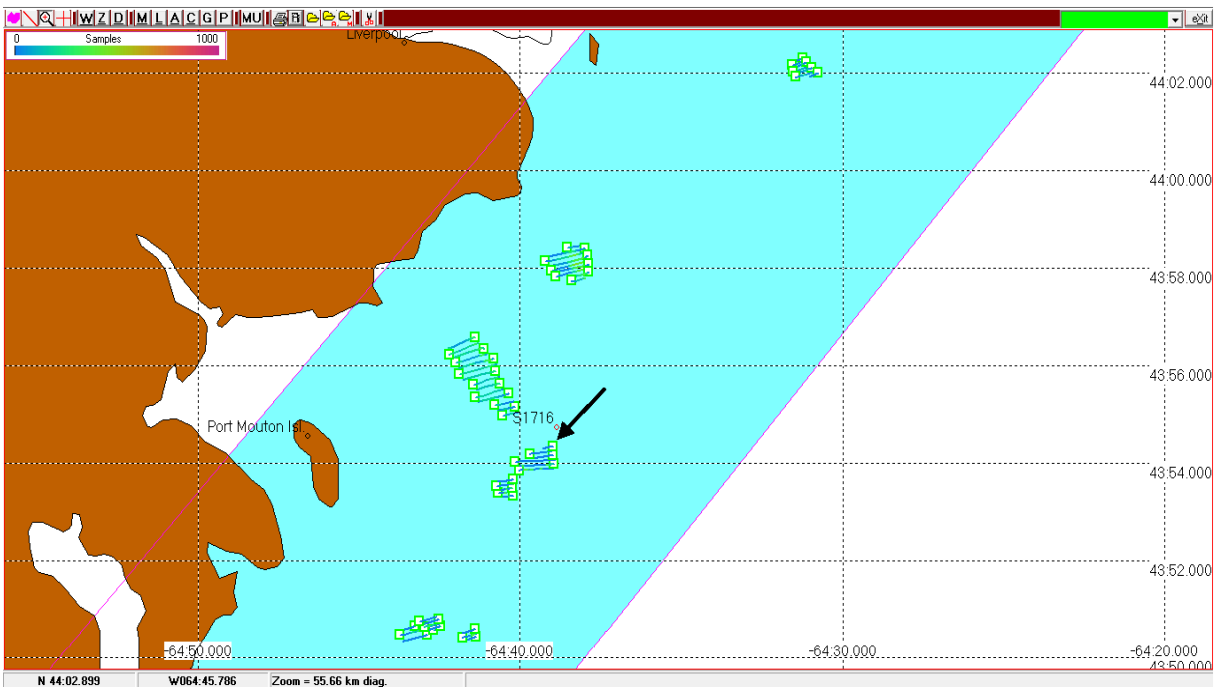 W Z D M L A C G P MU R eXit
0 Samples 1000
Liverpool
44:02.000
44:00.000
43:58.000
43:56.000
S1716
Port Mouton Isl.
43:54.000
43:52.000
-64:50.000 -64:40.000 -64:30.000 -64:20.000
43:50.000
N 44:02.899 W064:45.786 Zoom = 55.66 km diag.